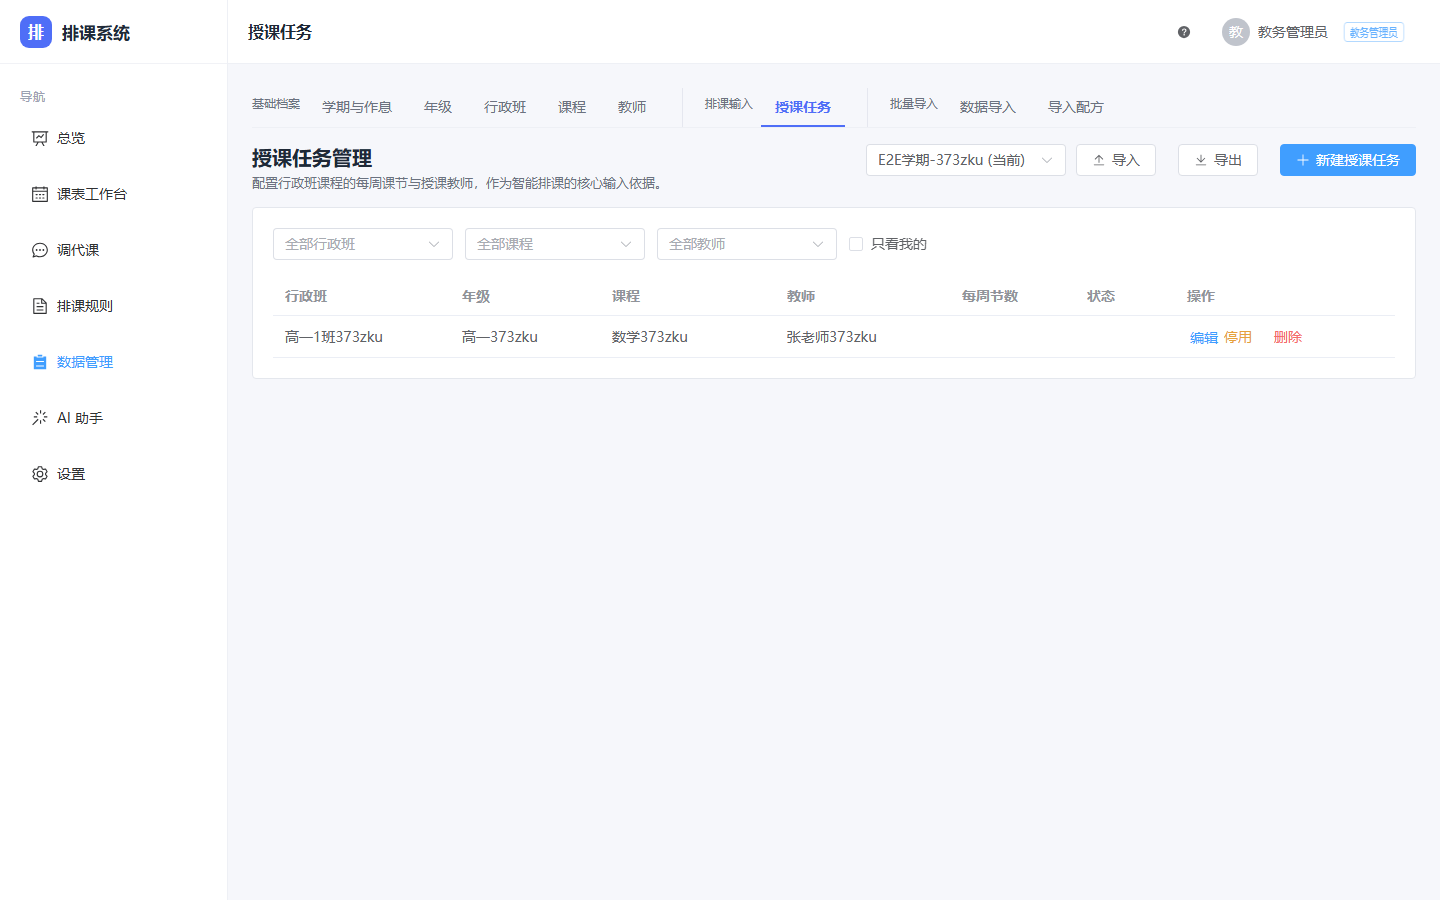 排 排课系统
授课任务
? 教 教务管理员 教务管理员
导航
总览
课表工作台
调代课
排课规则
数据管理
AI 助手
设置
基础档案 学期与作息 年级 行政班 课程 教师 排课输入 授课任务 批量导入 数据导入 导入配方
授课任务管理
配置行政班课程的每周课节与授课教师，作为智能排课的核心输入依据。
E2E学期-373zku (当前) 导入 导出 新建授课任务
全部行政班 全部课程 全部教师 只看我的
行政班 年级 课程 教师 每周节数 状态 操作
高一1班373zku 高一373zku 数学373zku 张老师373zku 编辑 停用 删除